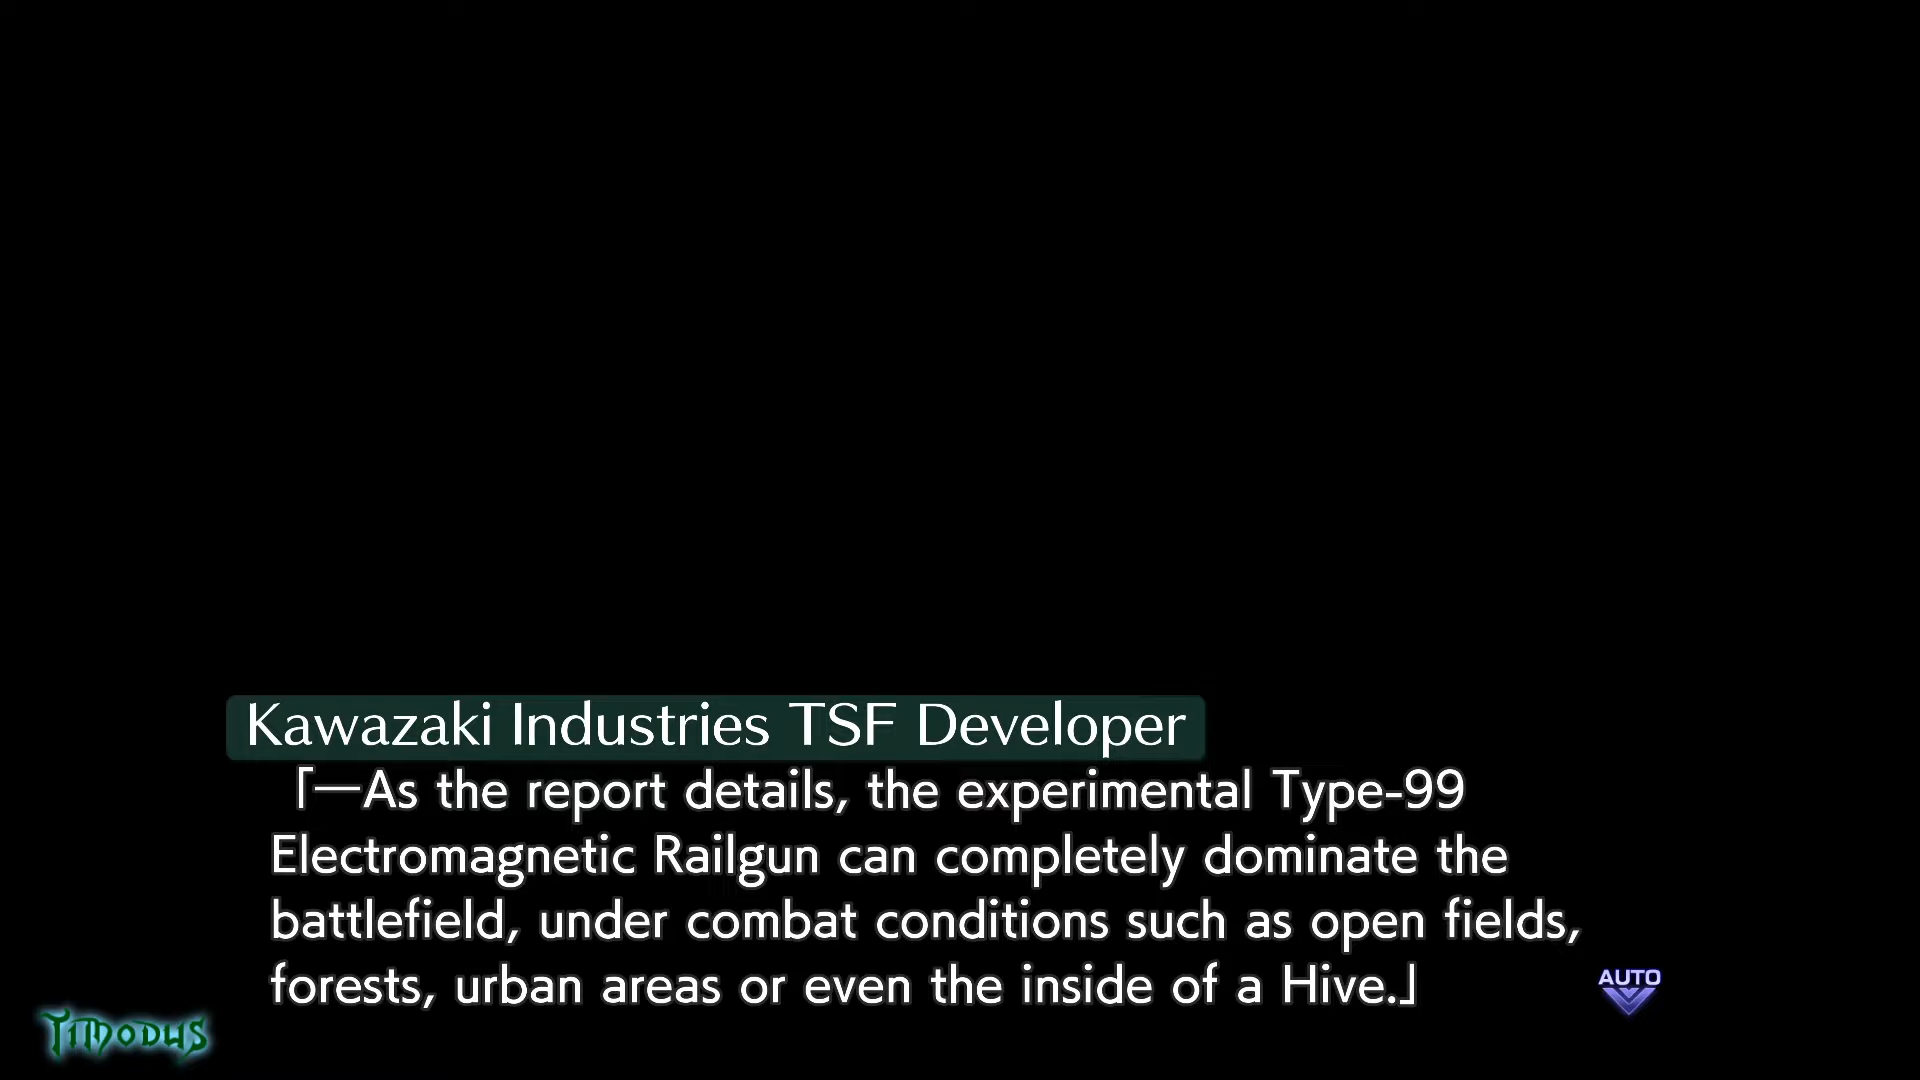 Kawazaki Industries TSF Developer
「—As the report details, the experimental Type-99
Electromagnetic Railgun can completely dominate the
battlefield, under combat conditions such as open fields,
forests, urban areas or even the inside of a Hive.」
AUTO
TIMODUS